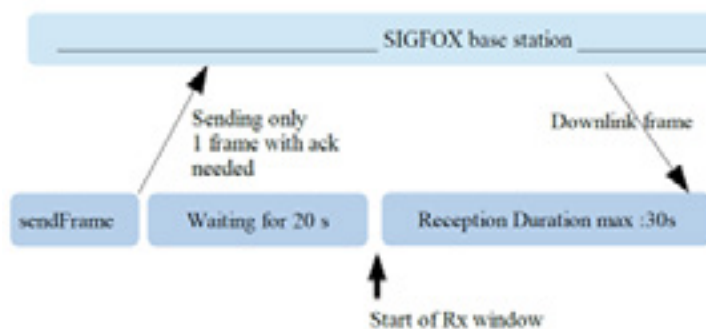 SIGFOX base station
Sending only
1 frame with ack
needed
Downlink frame
sendFrame
Waiting for 20 s
Reception Duration max :30s
Start of Rx window